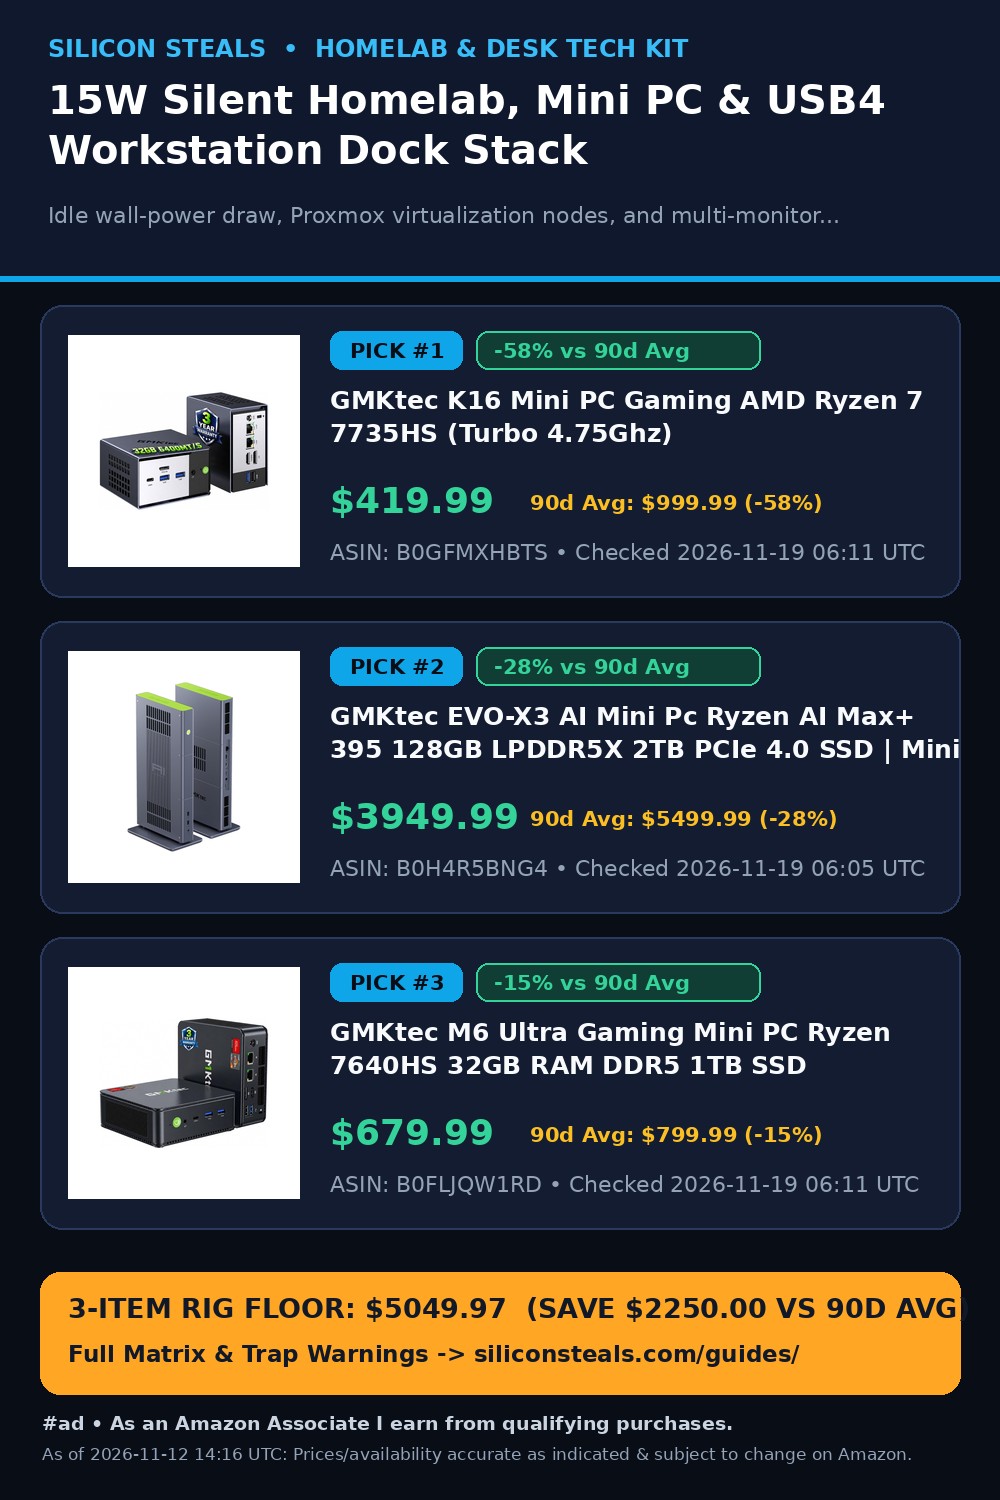 SILICON STEALS • HOMELAB & DESK TECH KIT
15W Silent Homelab, Mini PC & USB4
Workstation Dock Stack
Idle wall-power draw, Proxmox virtualization nodes, and multi-monitor...
PICK #1
-58% vs 90d Avg
GMKtec K16 Mini PC Gaming AMD Ryzen 7
7735HS (Turbo 4.75Ghz)
3
YEAR
WARRANTY
32GB 6400MT/S
$419.99
90d Avg: $999.99 (-58%)
ASIN: B0GFMXHBTS • Checked 2026-11-19 06:11 UTC
PICK #2
-28% vs 90d Avg
GMKtec EVO-X3 AI Mini Pc Ryzen AI Max+
395 128GB LPDDR5X 2TB PCIe 4.0 SSD | Mini
$3949.99
90d Avg: $5499.99 (-28%)
ASIN: B0H4R5BNG4 • Checked 2026-11-19 06:05 UTC
PICK #3
-15% vs 90d Avg
GMKtec M6 Ultra Gaming Mini PC Ryzen
7640HS 32GB RAM DDR5 1TB SSD
3
YEAR
WARRANTY
$679.99
90d Avg: $799.99 (-15%)
ASIN: B0FLJQW1RD • Checked 2026-11-19 06:11 UTC
3-ITEM RIG FLOOR: $5049.97 (SAVE $2250.00 VS 90D AVG)
Full Matrix & Trap Warnings -> siliconsteals.com/guides/
#ad • As an Amazon Associate I earn from qualifying purchases.
As of 2026-11-12 14:16 UTC: Prices/availability accurate as indicated & subject to change on Amazon.